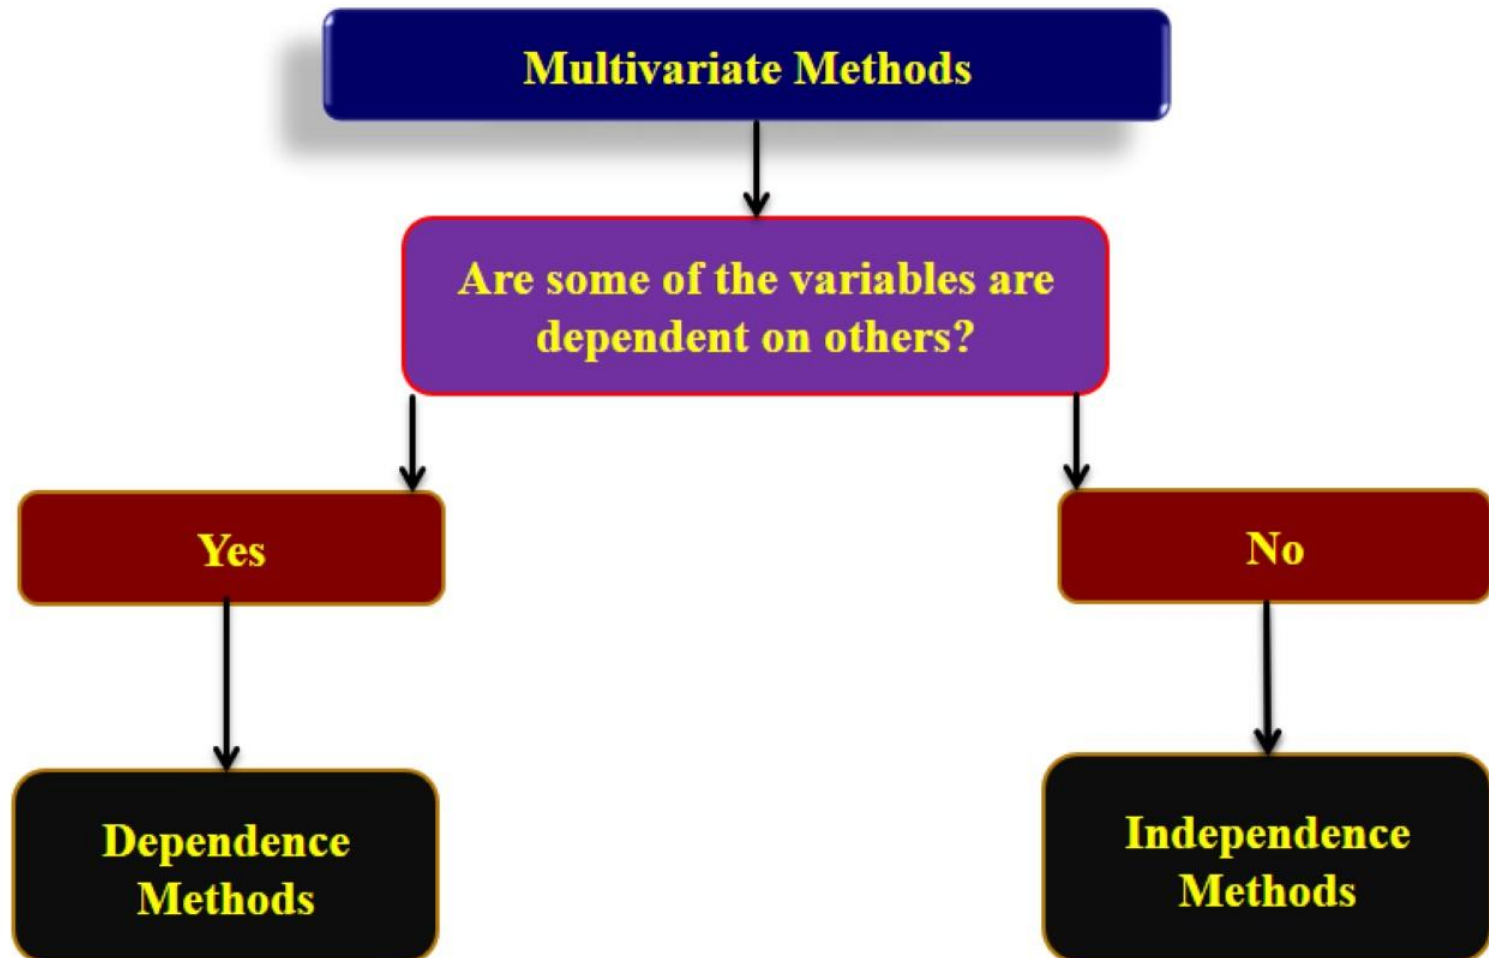 Multivariate Methods
Are some of the variables are
dependent on others?
Yes
No
Dependence
Methods
Independence
Methods